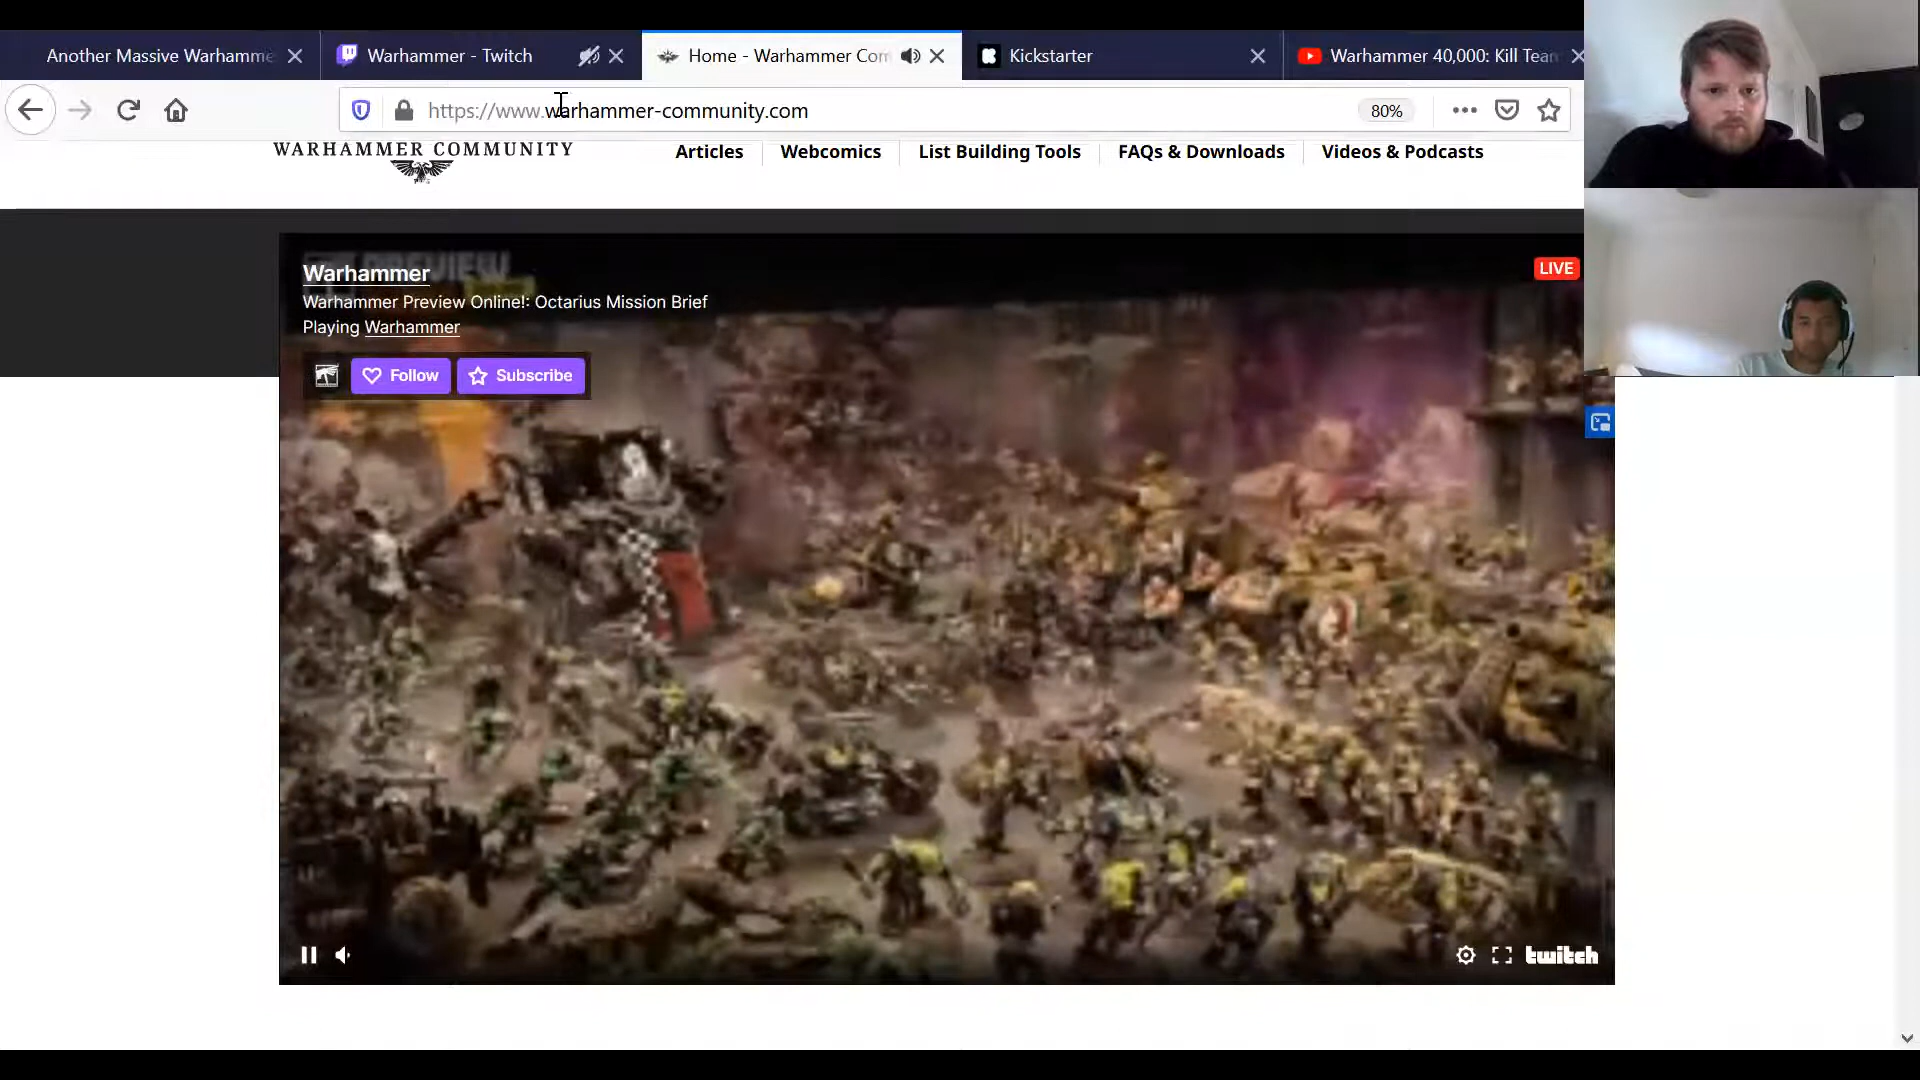 Another Massive Warhamme
Warhammer - Twitch
Home - Warhammer Com
Kickstarter
Warhammer 40,000: Kill Team
https://www.warhammer-community.com
80%
WARHAMMER COMMUNITY
Articles
Webcomics
List Building Tools
FAQs & Downloads
Videos & Podcasts
PREVIEW
Warhammer
LIVE
Warhammer Preview Online!: Octarius Mission Brief
Playing Warhammer
Follow
Subscribe
twitch